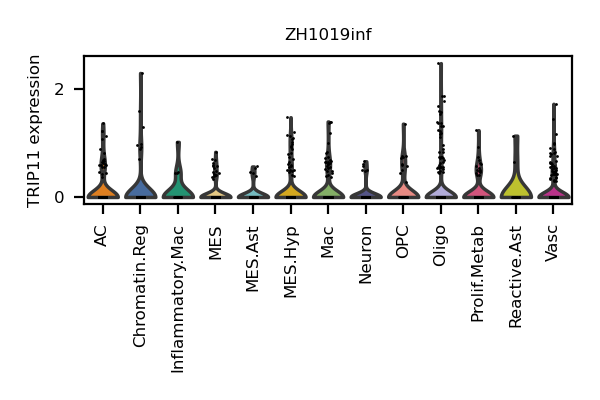 ZH1019inf
TRIP11 expression
2
0
AC
Chromatin.Reg
Inflammatory.Mac
MES
MES.Ast
MES.Hyp
Mac
Neuron
OPC
Oligo
Prolif.Metab
Reactive.Ast
Vasc